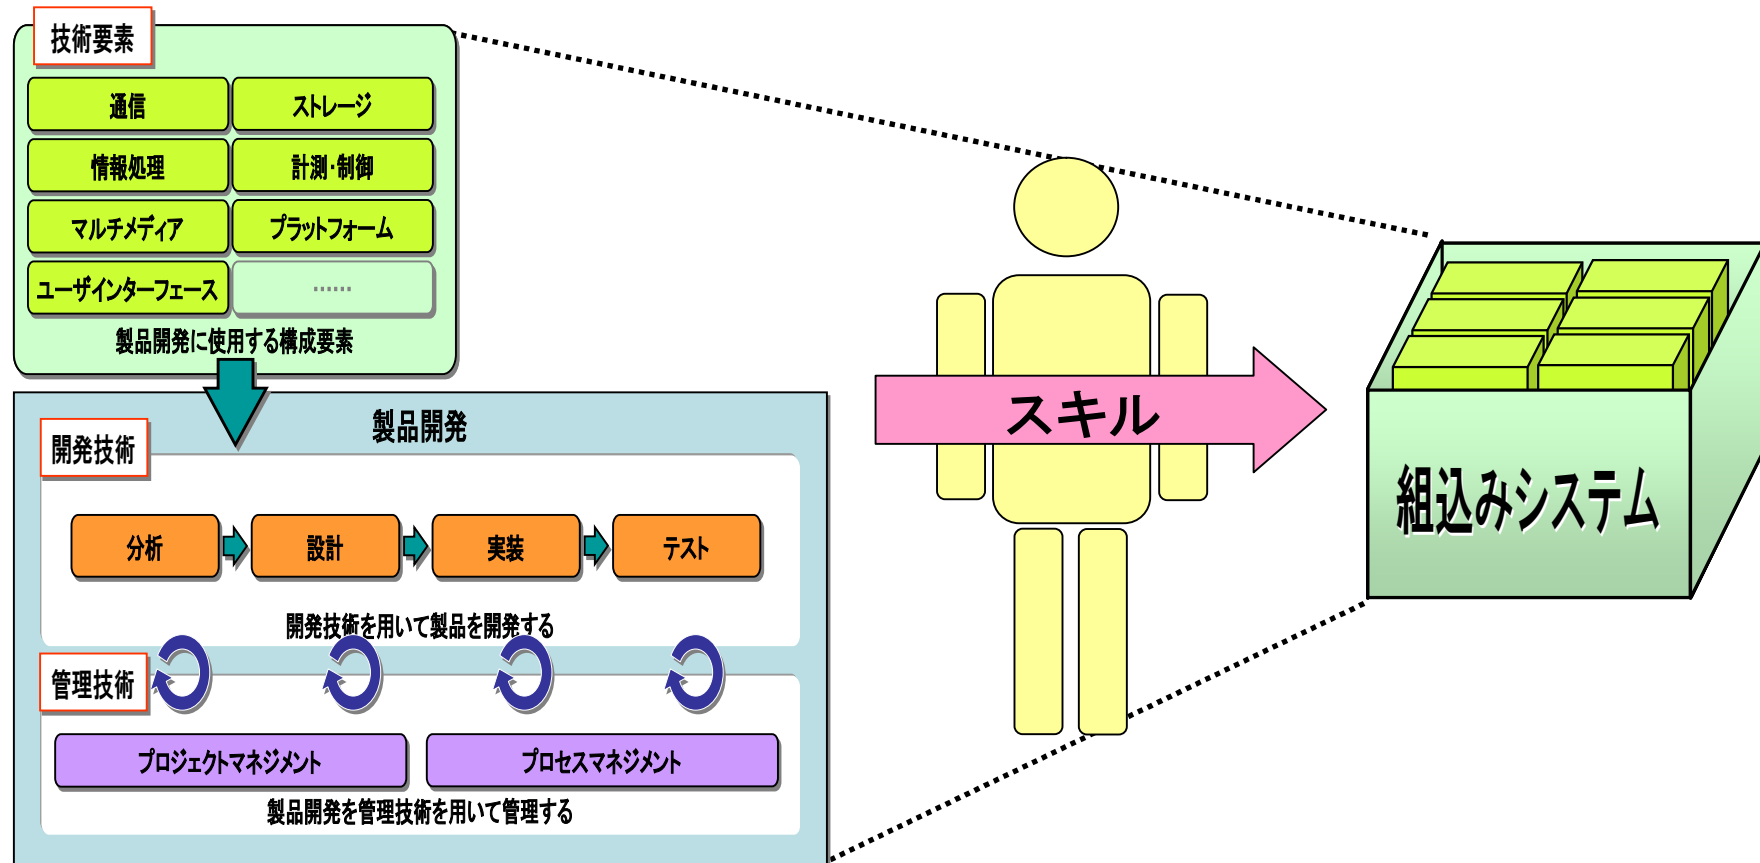 技術要素
通信
ストレージ
情報処理
計測・制御
マルチメディア
プラットフォーム
ユーザインターフェース
……
製品開発に使用する構成要素
製品開発
開発技術
分析
設計
実装
テスト
開発技術を用いて製品を開発する
管理技術
プロジェクトマネジメント
プロセスマネジメント
製品開発を管理技術を用いて管理する
スキル
組込みシステム